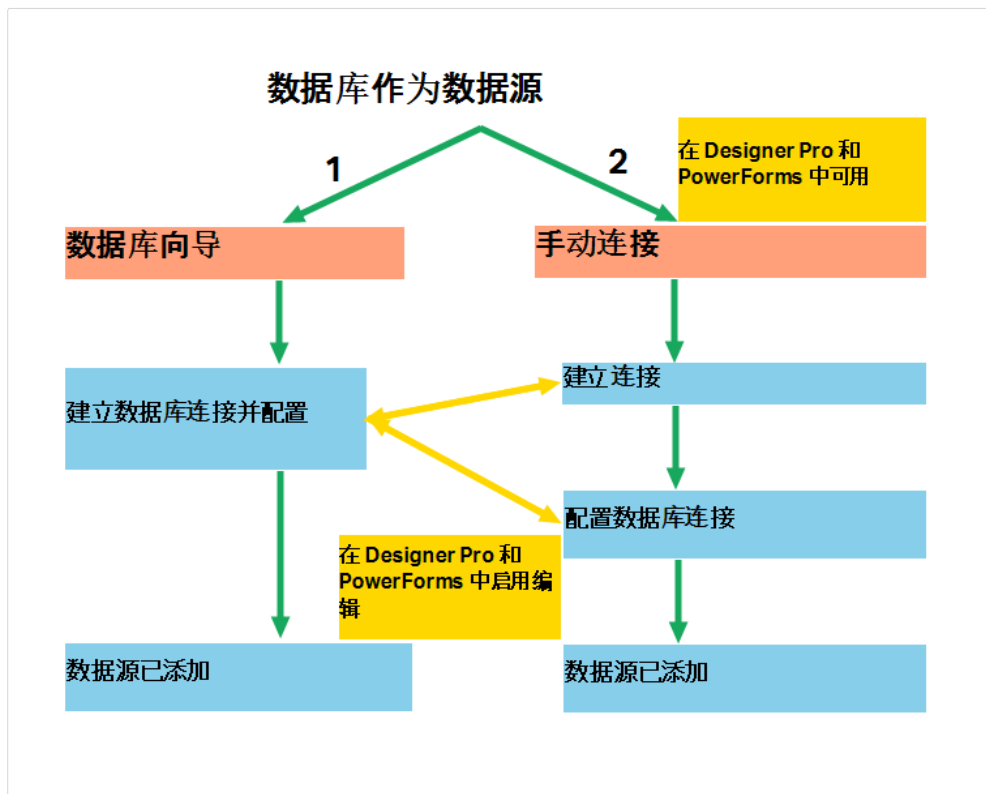 数据库作为数据源
1
2
在 Designer Pro 和
PowerForms 中可用
数据库向导
手动连接
建立数据库连接并配置
建立连接
配置数据库连接
在 Designer Pro 和
PowerForms 中启用编
辑
数据源已添加
数据源已添加